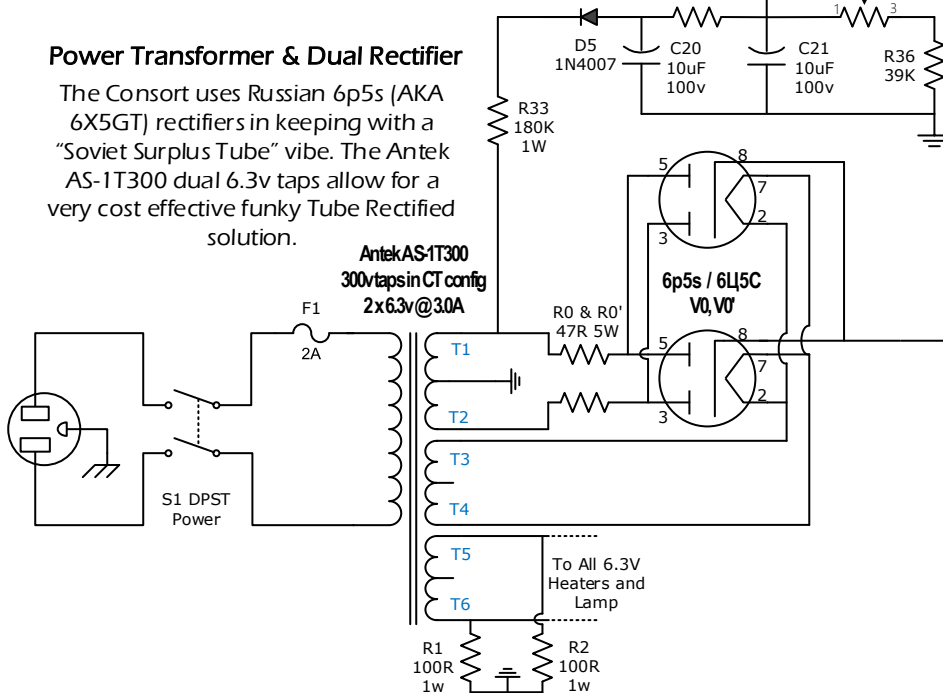 Power Transformer & Dual Rectifier
The Consort uses Russian 6p5s (AKA
6X5GT) rectifiers in keeping with a
“Soviet Surplus Tube” vibe. The Antek
AS-1T300 dual 6.3v taps allow for a
very cost effective funky Tube Rectified
solution.
D5
1N4007
C20
10uF
100v
C21
10uF
100v
1
3
R36
39K
R33
180K
1W
Antek AS-1T300
300v taps in CT config
2 x 6.3v @ 3.0A
F1
2A
R0 & R0'
47R 5W
5
3
8
7
2
6p5s / 6Ц5С
V0, V0'
5
3
8
7
2
T1
T2
T3
T4
T5
T6
S1 DPST
Power
To All 6.3V
Heaters and
Lamp
R1
100R
1w
R2
100R
1w